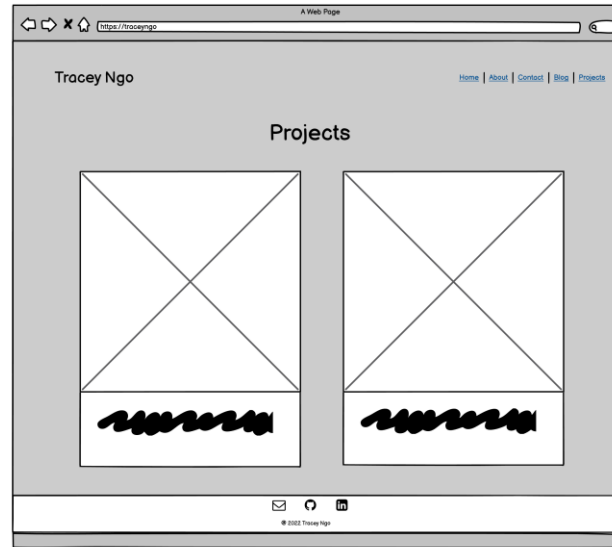 A Web Page
https://traceyngo
Tracey Ngo
Home | About | Contact | Blog | Projects
Projects
© 2022 Tracey Ngo